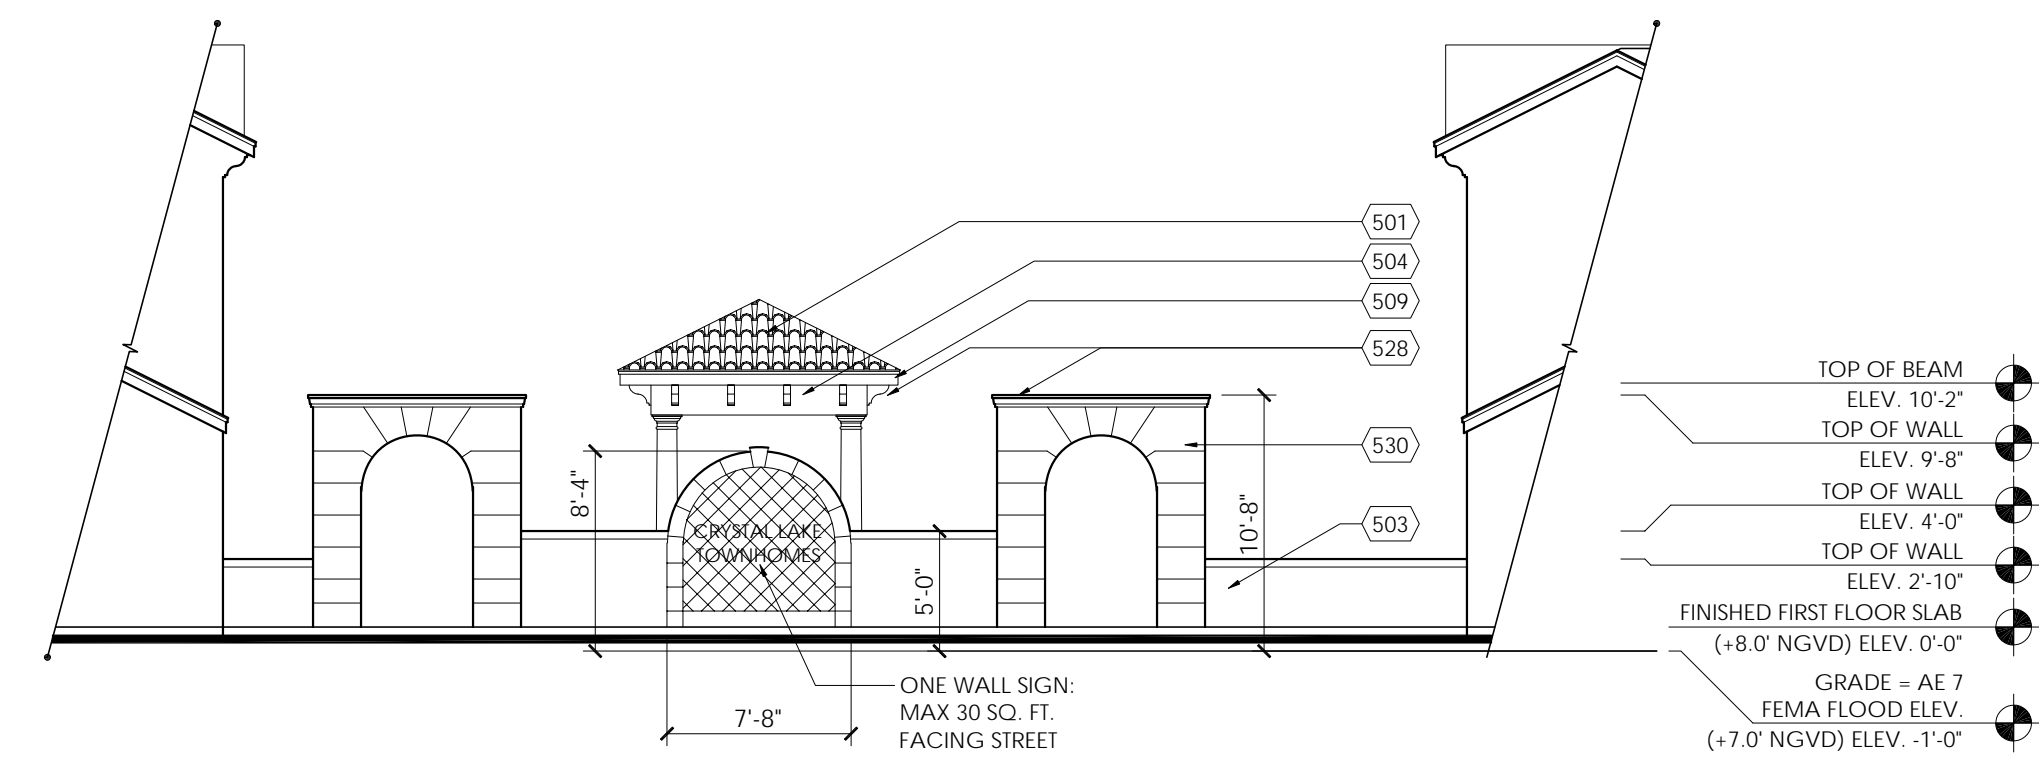 501
504
509
528
530
503
8'-4"
CRYSTAL LAKE
TOWNHOMES
5'-0"
10'-8"
7'-8"
ONE WALL SIGN:
MAX 30 SQ. FT.
FACING STREET
TOP OF BEAM
ELEV. 10'-2"
TOP OF WALL
ELEV. 9'-8"
TOP OF WALL
ELEV. 4'-0"
TOP OF WALL
ELEV. 2'-10"
FINISHED FIRST FLOOR SLAB
(+8.0' NGVD) ELEV. 0'-0"
GRADE = AE 7
FEMA FLOOD ELEV.
(+7.0' NGVD) ELEV. -1'-0"